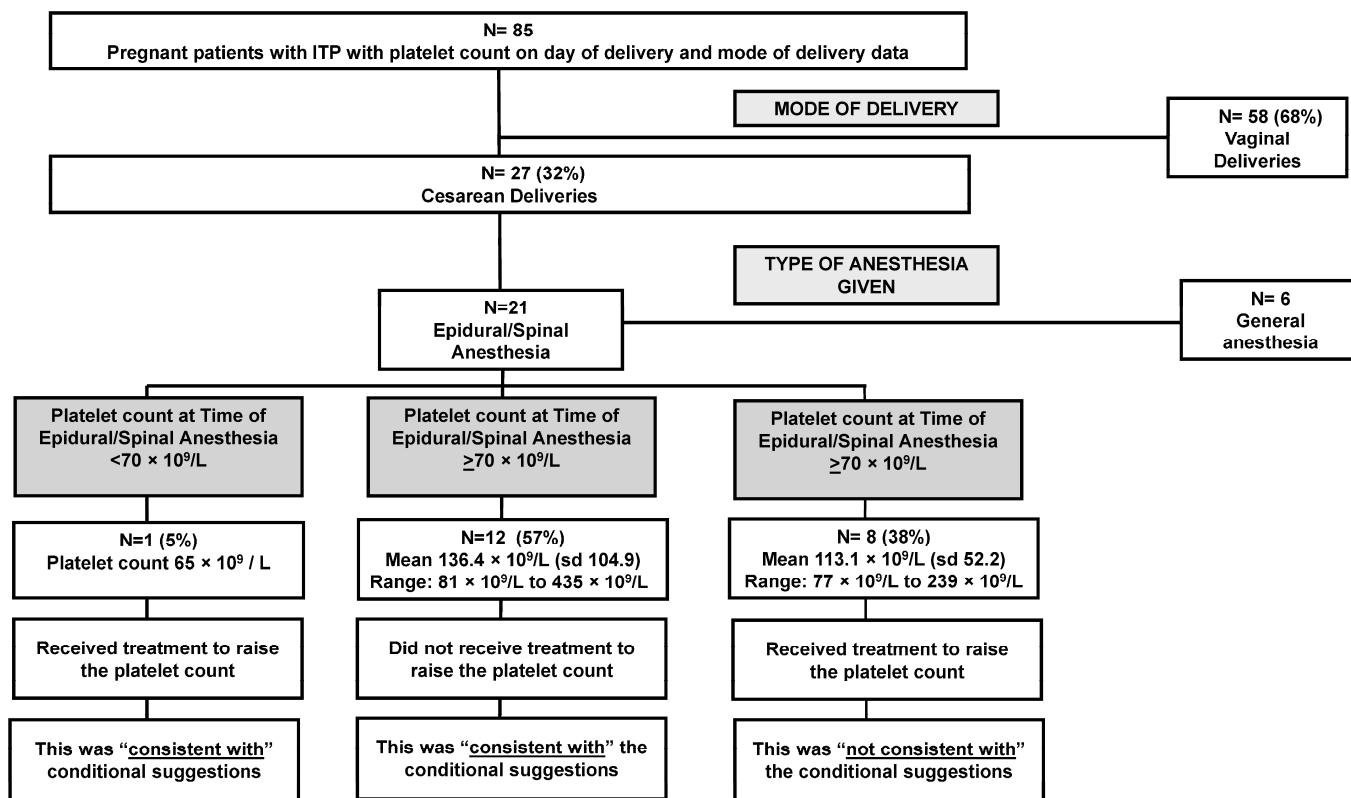 N= 85
Pregnant patients with ITP with platelet count on day of delivery and mode of delivery data
MODE OF DELIVERY
N= 58 (68%)
Vaginal
Deliveries
N= 27 (32%)
Cesarean Deliveries
TYPE OF ANESTHESIA
GIVEN
N=21
Epidural/Spinal
Anesthesia
N= 6
General
anesthesia
Platelet count at Time of
Epidural/Spinal Anesthesia
<70 × 10⁹/L
Platelet count at Time of
Epidural/Spinal Anesthesia
≥70 × 10⁹/L
Platelet count at Time of
Epidural/Spinal Anesthesia
≥70 × 10⁹/L
N=1 (5%)
Platelet count 65 × 10⁹ / L
N=12 (57%)
Mean 136.4 × 10⁹/L (sd 104.9)
Range: 81 × 10⁹/L to 435 × 10⁹/L
N= 8 (38%)
Mean 113.1 × 10⁹/L (sd 52.2)
Range: 77 × 10⁹/L to 239 × 10⁹/L
Received treatment to raise
the platelet count
Did not receive treatment to
raise the platelet count
Received treatment to raise
the platelet count
This was “consistent with”
conditional suggestions
This was “consistent with” the
conditional suggestions
This was “not consistent with”
the conditional suggestions